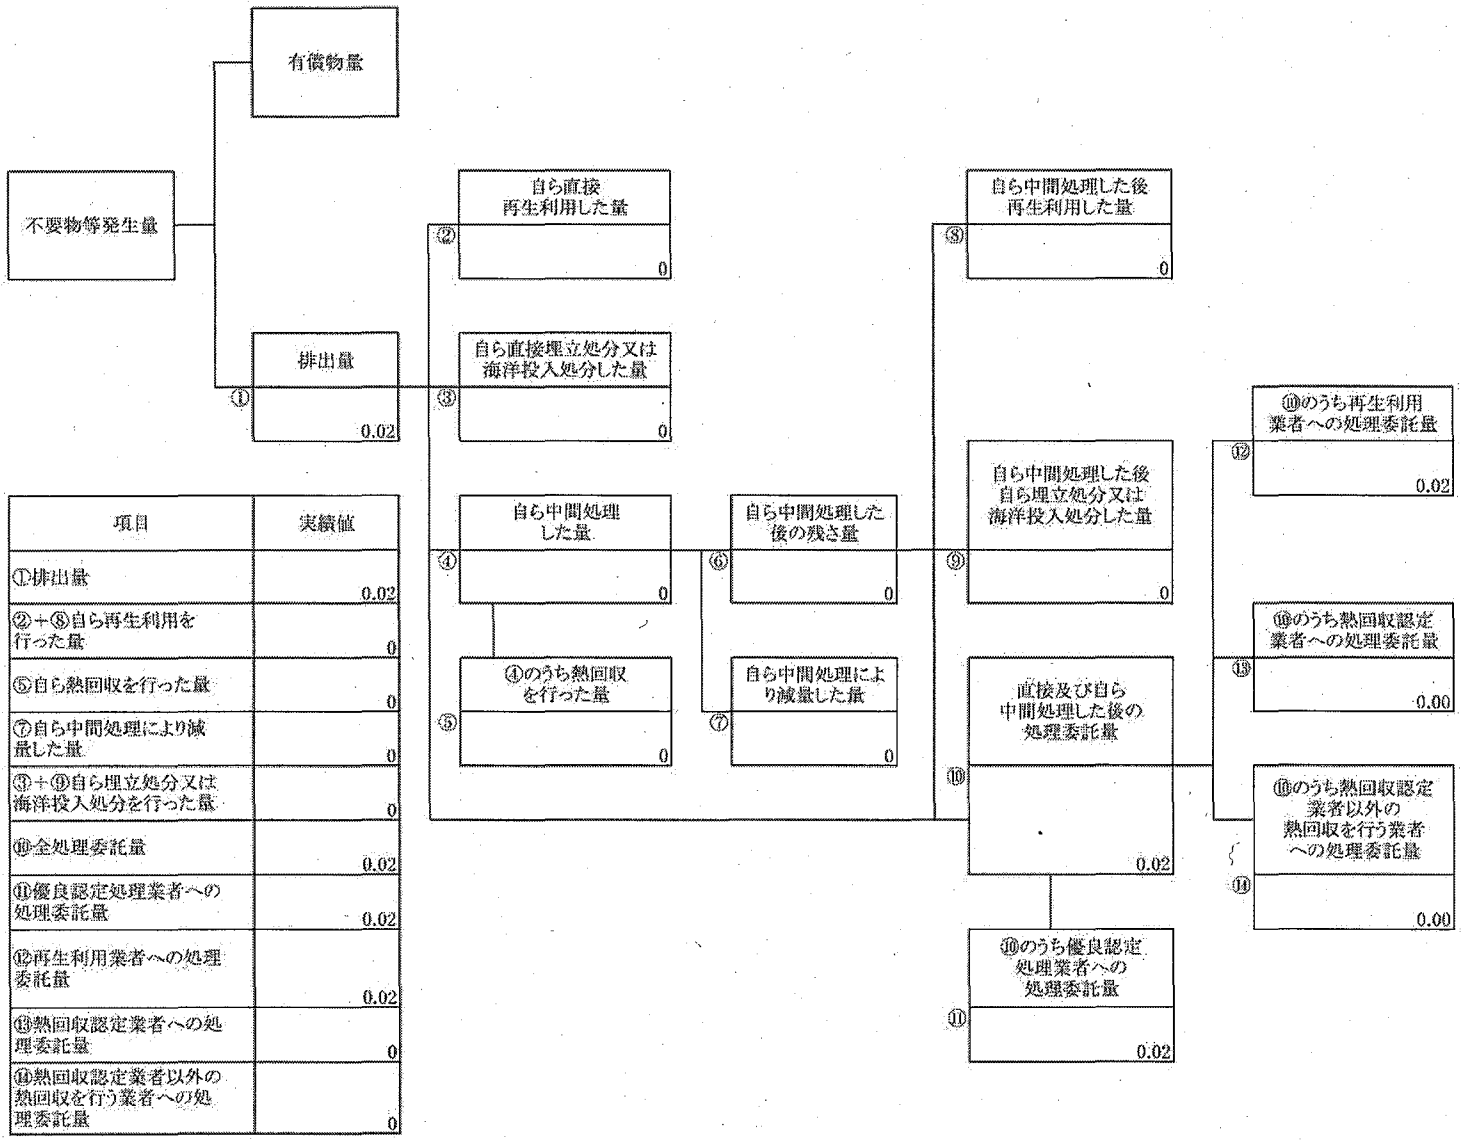 有償物量
不要物等発生量
排出量
①
0.02
自ら直接
再生利用した量
②
0
自ら直接埋立処分又は
海洋投入処分した量
③
0
自ら中間処理
した量
④
0
④のうち熱回収
を行った量
⑤
0
自ら中間処理した
後の残さ量
⑥
0
自ら中間処理によ
り減量した量
⑦
0
自ら中間処理した後
再生利用した量
⑧
0
自ら中間処理した後
自ら埋立処分又は
海洋投入処分した量
⑨
0
直接及び自ら
中間処理した後の
処理委託量
⑩
0.02
⑩のうち優良認定
処理業者への
処理委託量
⑪
0.02
⑩のうち再生利用
業者への処理委託量
⑫
0.02
⑩のうち熱回収認定
業者への処理委託量
⑬
0.00
⑩のうち熱回収認定
業者以外の
熱回収を行う業者
への処理委託量
⑭
0.00
項目 実績値
①排出量
0.02
②+⑧自ら再生利用を
行った量
0
⑤自ら熱回収を行った量
0
⑦自ら中間処理により減
量した量
0
③+⑨自ら埋立処分又は
海洋投入処分を行った量
0
⑩全処理委託量
0.02
⑪優良認定処理業者への
処理委託量
0.02
⑫再生利用業者への処理
委託量
0.02
⑬熱回収認定業者への処
理委託量
0
⑭熱回収認定業者以外の
熱回収を行う業者への処
理委託量
0